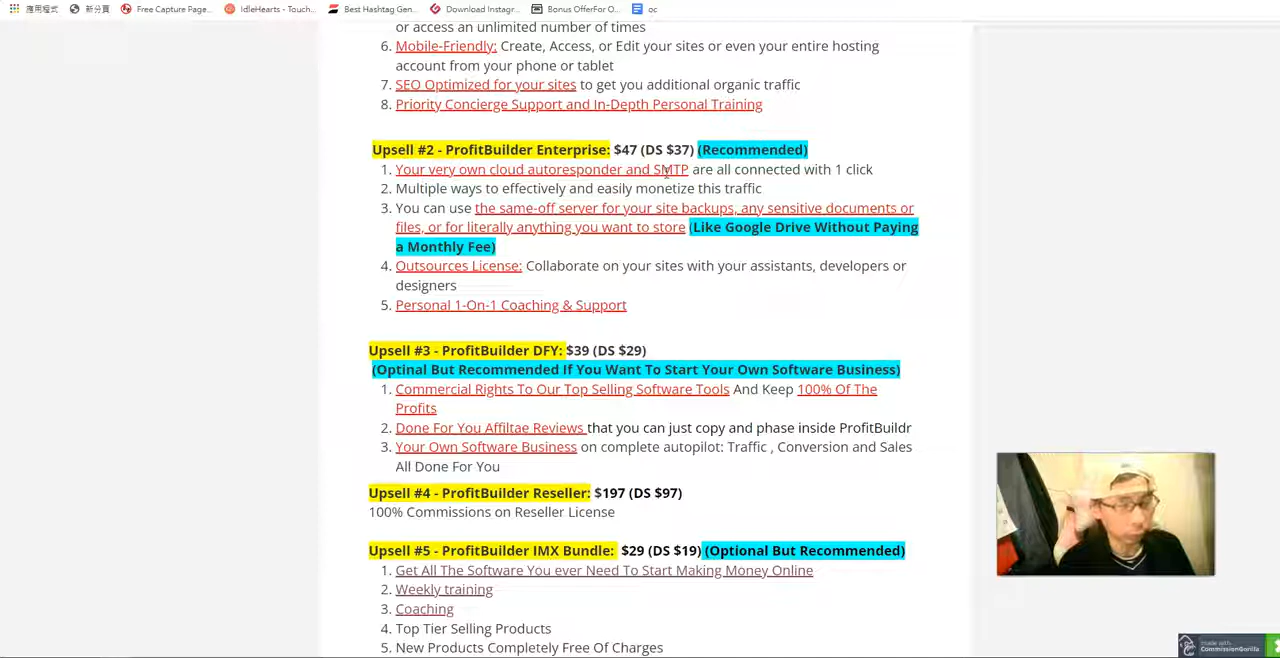 應用程式 新分頁 Free Capture Page... IdleHearts - Touch... Best Hashtag Gen... Download Instagr... Bonus OfferFor O... oc
or access an unlimited number of times
6. Mobile-Friendly: Create, Access, or Edit your sites or even your entire hosting
account from your phone or tablet
7. SEO Optimized for your sites to get you additional organic traffic
8. Priority Concierge Support and In-Depth Personal Training
Upsell #2 - ProfitBuilder Enterprise: $47 (DS $37) (Recommended)
1. Your very own cloud autoresponder and SMTP are all connected with 1 click
2. Multiple ways to effectively and easily monetize this traffic
3. You can use the same-off server for your site backups, any sensitive documents or
files, or for literally anything you want to store (Like Google Drive Without Paying
a Monthly Fee)
4. Outsources License: Collaborate on your sites with your assistants, developers or
designers
5. Personal 1-On-1 Coaching & Support
Upsell #3 - ProfitBuilder DFY: $39 (DS $29)
(Optinal But Recommended If You Want To Start Your Own Software Business)
1. Commercial Rights To Our Top Selling Software Tools And Keep 100% Of The
Profits
2. Done For You Affiltae Reviews that you can just copy and phase inside ProfitBuildr
3. Your Own Software Business on complete autopilot: Traffic , Conversion and Sales
All Done For You
Upsell #4 - ProfitBuilder Reseller: $197 (DS $97)
100% Commissions on Reseller License
Upsell #5 - ProfitBuilder IMX Bundle: $29 (DS $19) (Optional But Recommended)
1. Get All The Software You ever Need To Start Making Money Online
2. Weekly training
3. Coaching
4. Top Tier Selling Products
5. New Products Completely Free Of Charges
made with
CommissionGorilla